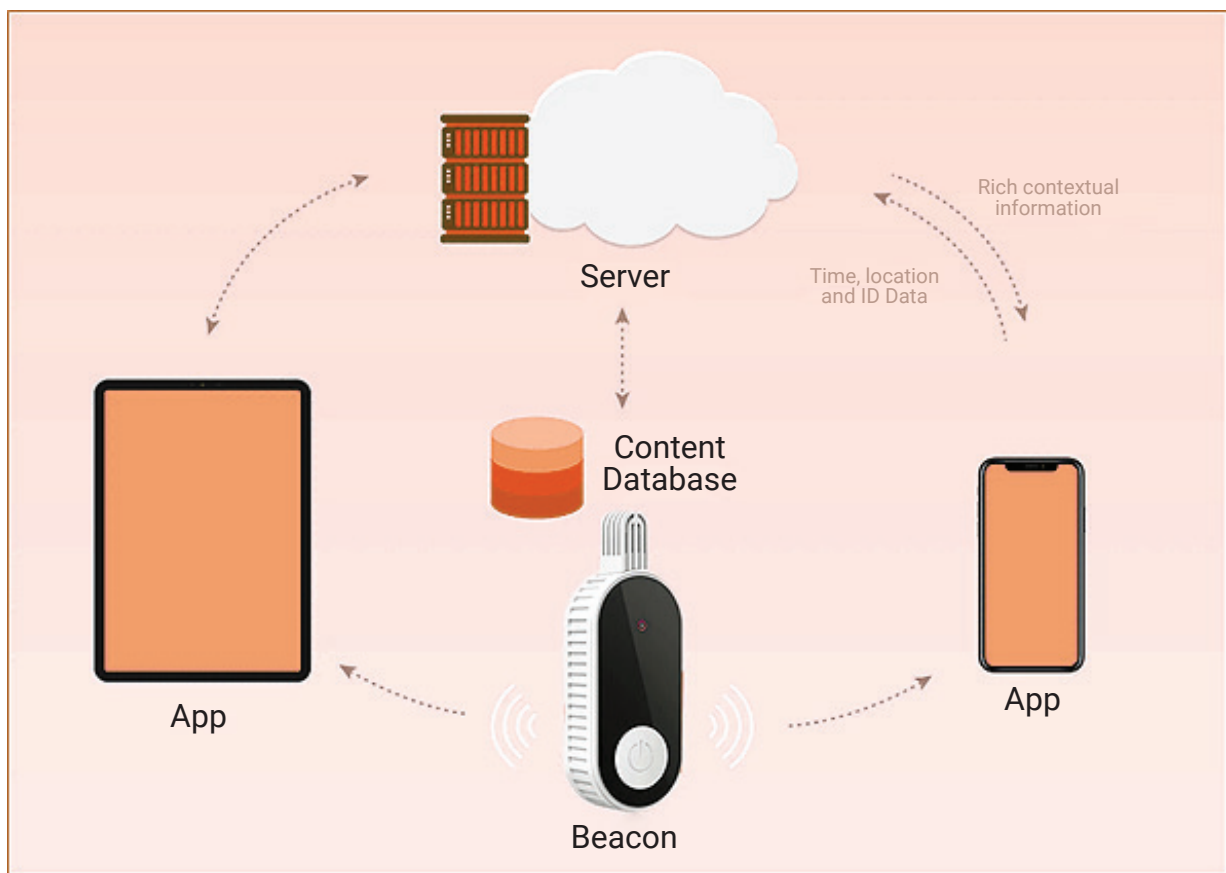 Rich contextual
information
Server
Time, location
and ID Data
Content
Database
App
App
Beacon